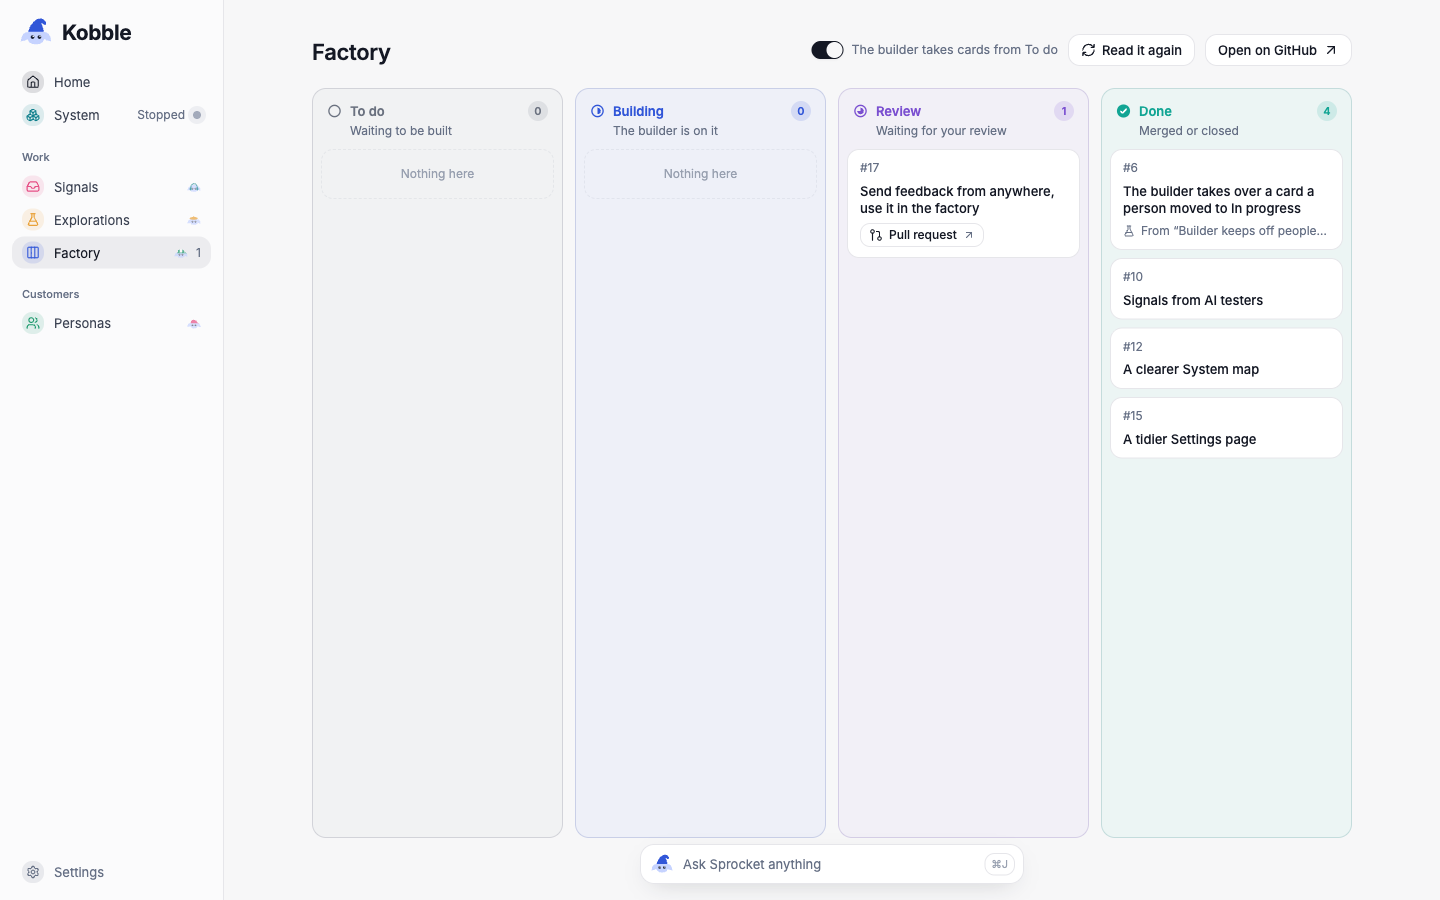 Kobble
Home
System Stopped
Work
Signals
Explorations
Factory 1
Customers
Personas
Settings
Factory
The builder takes cards from To do
Read it again
Open on GitHub
To do 0
Waiting to be built
Nothing here
Building 0
The builder is on it
Nothing here
Review 1
Waiting for your review
#17
Send feedback from anywhere,
use it in the factory
Pull request
Done 4
Merged or closed
#6
The builder takes over a card a
person moved to In progress
From “Builder keeps off people...
#10
Signals from AI testers
#12
A clearer System map
#15
A tidier Settings page
Ask Sprocket anything
⌘J